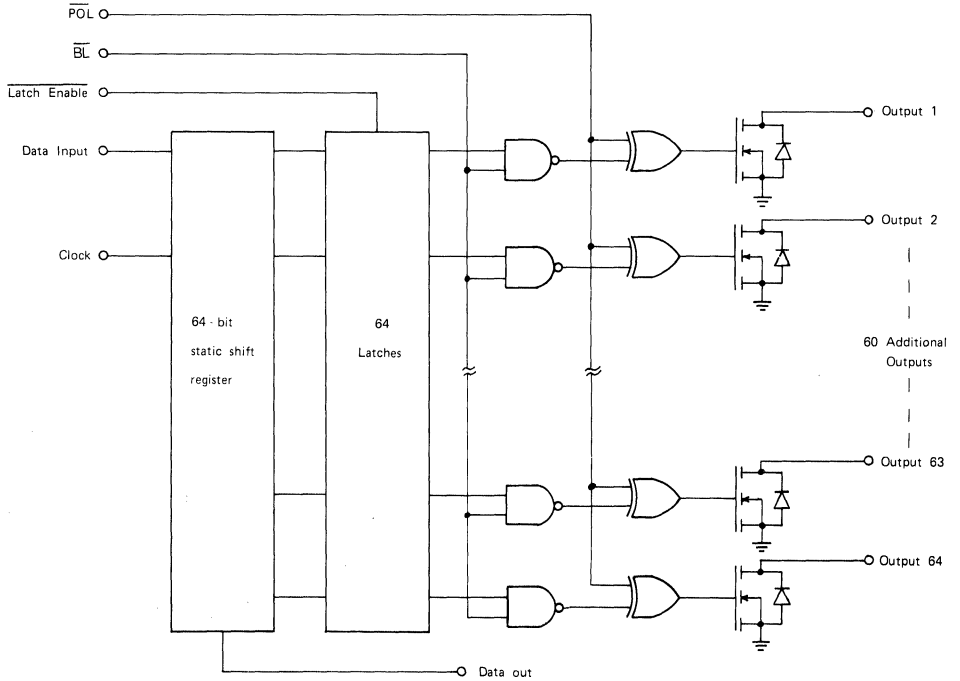 POL
BL
Latch Enable
Data Input
Clock
64 - bit
static shift
register
64
Latches
Output 1
Output 2
60 Additional
Outputs
Output 63
Output 64
Data out